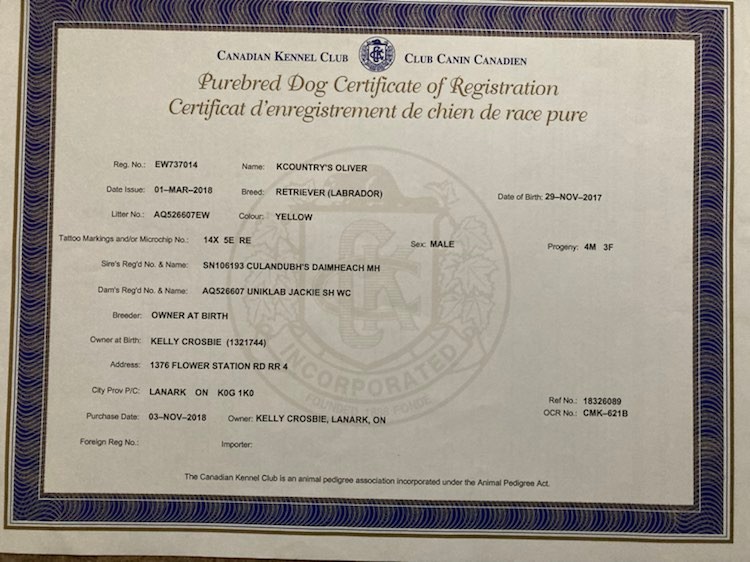 CANADIAN KENNEL CLUB CLUB CANIN CANADIEN
Purebred Dog Certificate of Registration
Certificat d'enregistrement de chien de race pure
Reg. No.: EW737014 Name: KCOUNTRY'S OLIVER
Date Issue: 01–MAR–2018 Breed: RETRIEVER (LABRADOR) Date of Birth: 29–NOV–2017
Litter No.: AQ526607EW Colour: YELLOW
Tattoo Markings and/or Microchip No.: 14X 5E RE Sex: MALE Progeny: 4M 3F
Sire's Reg'd No. & Name: SN106193 CULANDUBH'S DAIMHEACH MH
Dam's Reg'd No. & Name: AQ526607 UNIKLAB JACKIE SH WC
Breeder: OWNER AT BIRTH
Owner at Birth: KELLY CROSBIE (1321744)
Address: 1376 FLOWER STATION RD RR 4
City Prov P/C: LANARK ON K0G 1K0
Ref No.: 18326089
Purchase Date: 03–NOV–2018 Owner: KELLY CROSBIE, LANARK, ON OCR No.: CMK–621B
Foreign Reg No.: Importer:
The Canadian Kennel Club is an animal pedigree association incorporated under the Animal Pedigree Act.
INCORPORATED